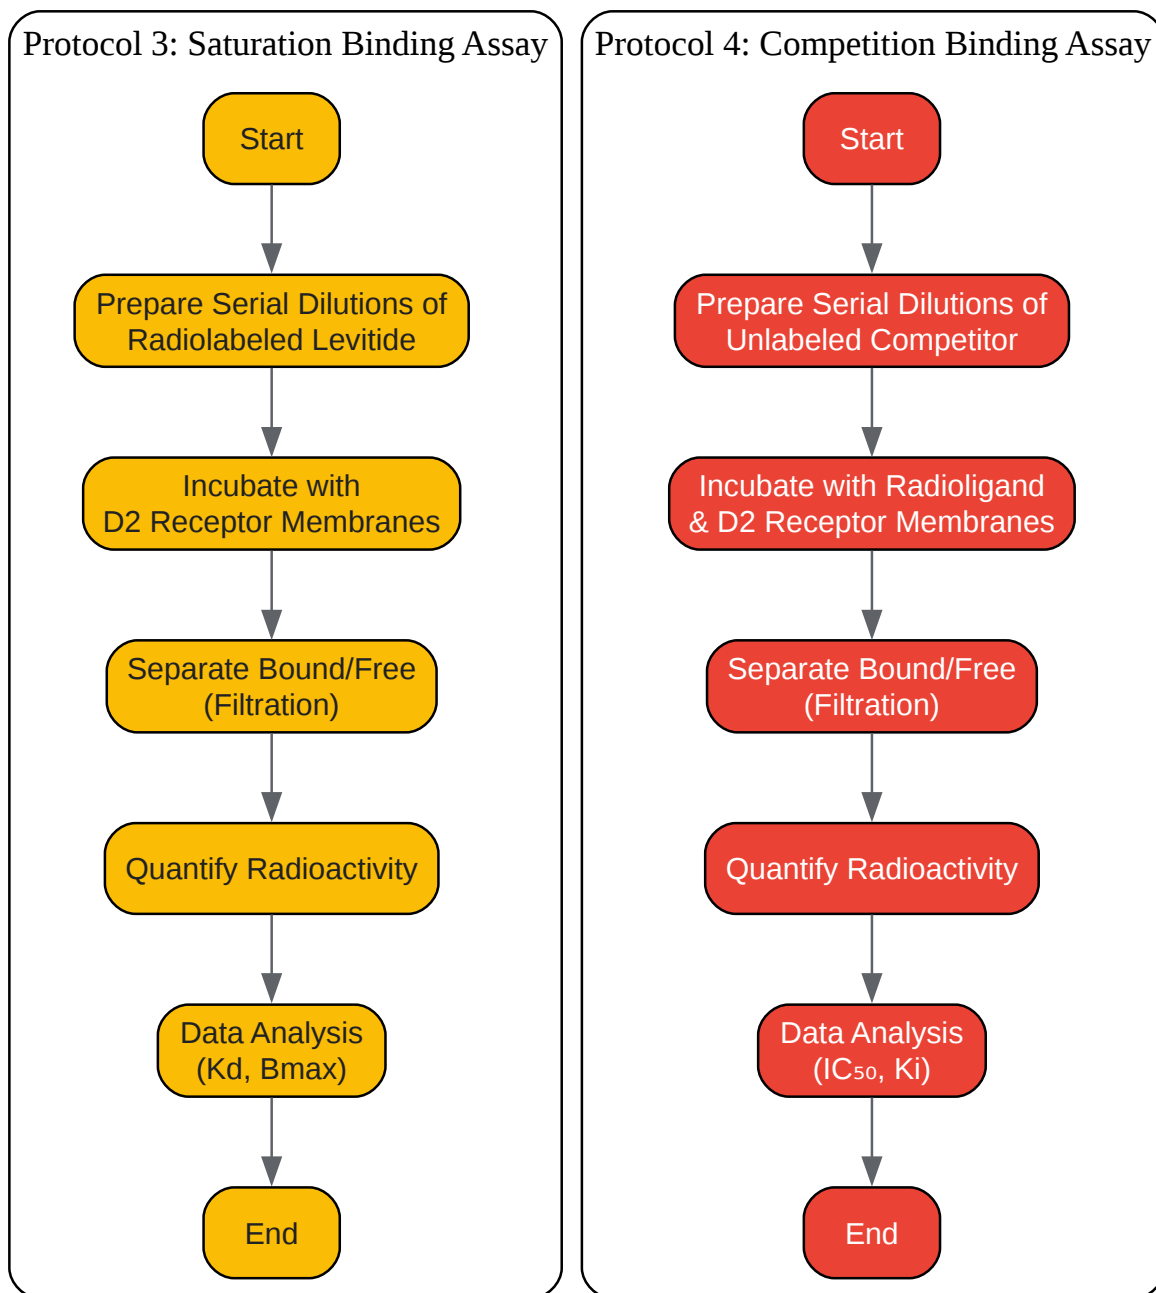 Protocol 3: Saturation Binding Assay
Start
Prepare Serial Dilutions of
Radiolabeled Levitide
Incubate with
D2 Receptor Membranes
Separate Bound/Free
(Filtration)
Quantify Radioactivity
Data Analysis
(Kd, Bmax)
End
Protocol 4: Competition Binding Assay
Start
Prepare Serial Dilutions of
Unlabeled Competitor
Incubate with Radioligand
& D2 Receptor Membranes
Separate Bound/Free
(Filtration)
Quantify Radioactivity
Data Analysis
(IC₅₀, Ki)
End